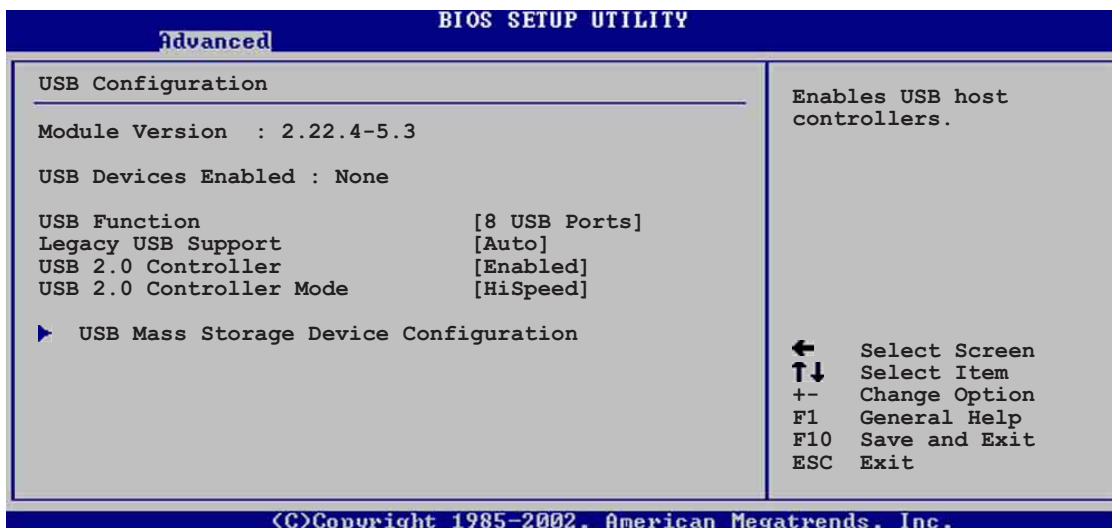 BIOS SETUP UTILITY
Advanced
USB Configuration
Module Version : 2.22.4-5.3
USB Devices Enabled : None
USB Function [8 USB Ports]
Legacy USB Support [Auto]
USB 2.0 Controller [Enabled]
USB 2.0 Controller Mode [HiSpeed]
USB Mass Storage Device Configuration
Enables USB host
controllers.
Select Screen
Select Item
+- Change Option
F1 General Help
F10 Save and Exit
ESC Exit
(C)Copyright 1985-2002, American Megatrends, Inc.